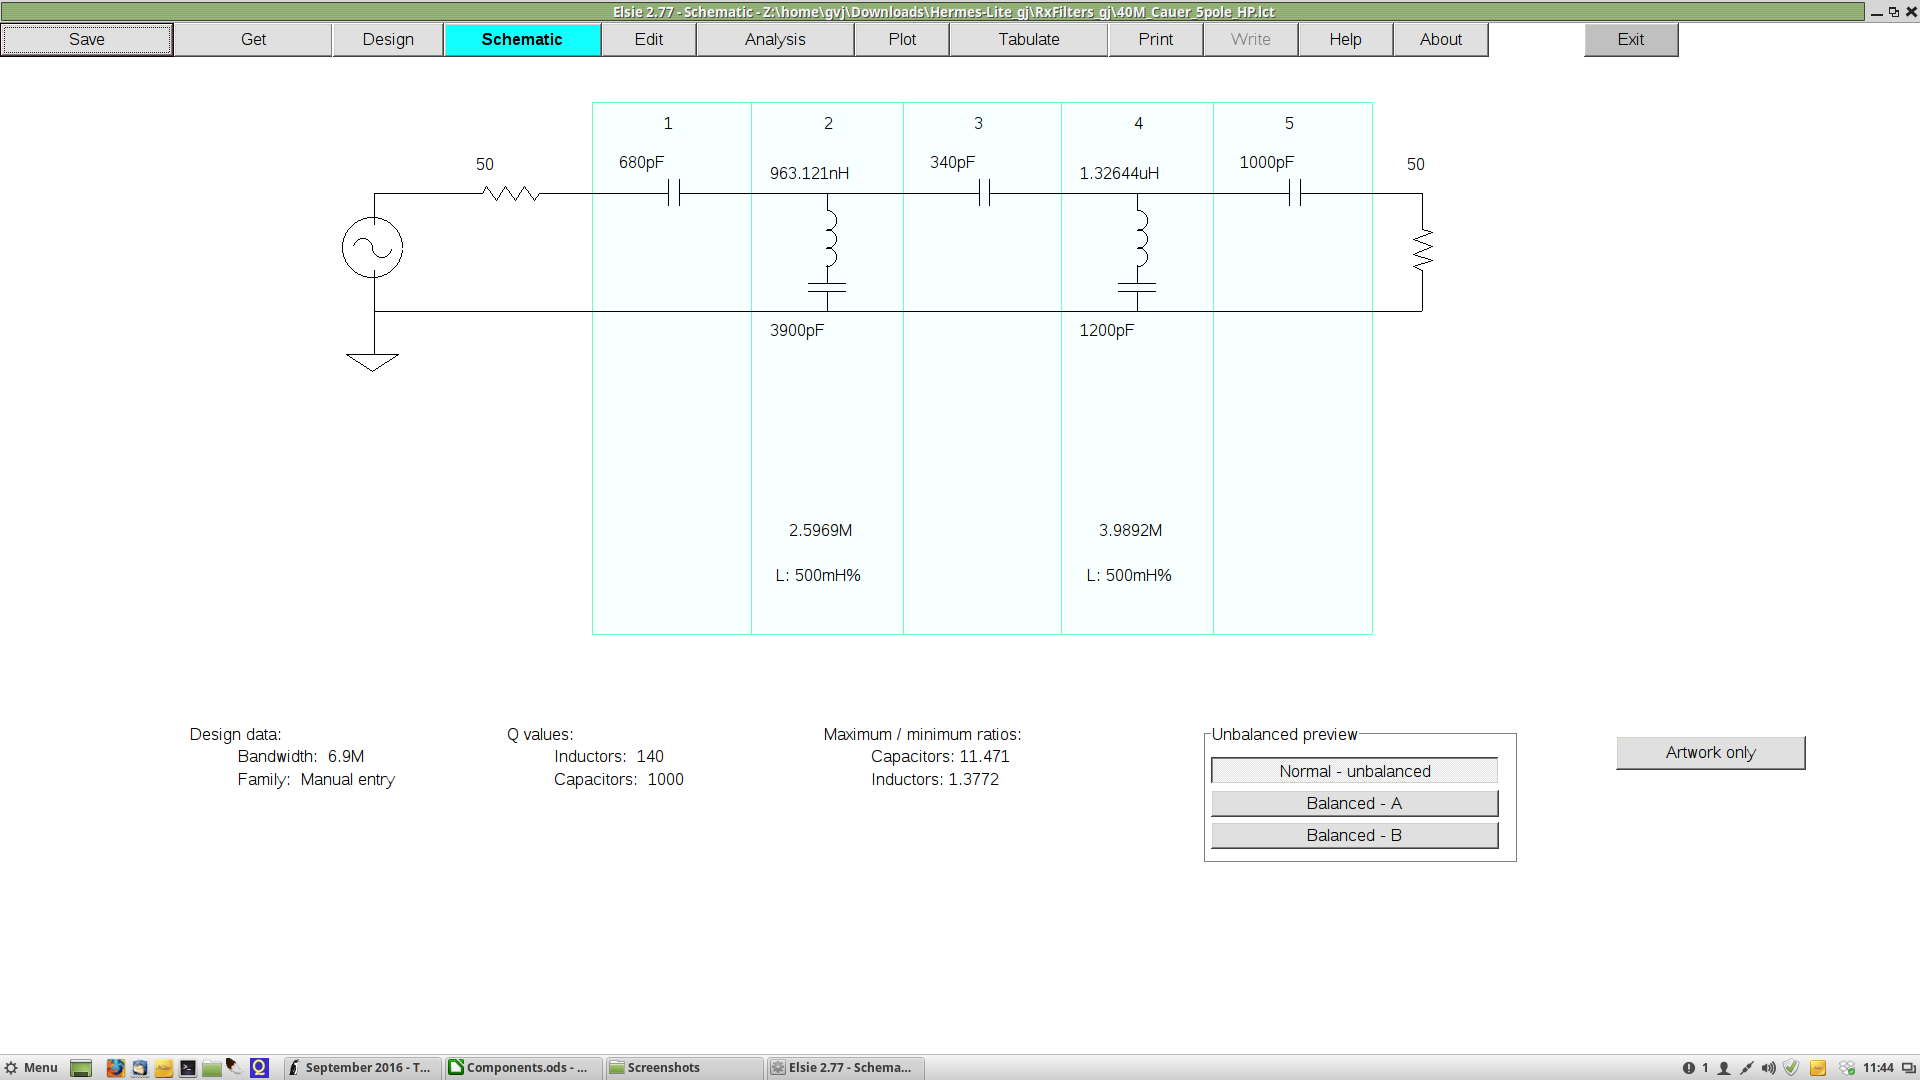 Elsie 2.77 - Schematic - Z:\home\gvj\Downloads\Hermes-Lite_gj\RxFilters_gj\40M_Cauer_5pole_HP.lct
Save Get Design Schematic Edit Analysis Plot Tabulate Print Write Help About Exit
1 2 3 4 5
50 680pF 963.121nH 340pF 1.32644uH 1000pF 50
3900pF 1200pF
2.5969M 3.9892M
L: 500mH% L: 500mH%
Design data:
Bandwidth: 6.9M
Family: Manual entry
Q values:
Inductors: 140
Capacitors: 1000
Maximum / minimum ratios:
Capacitors: 11.471
Inductors: 1.3772
Unbalanced preview
Normal - unbalanced
Balanced - A
Balanced - B
Artwork only
Menu Q September 2016 - T... Components.ods - ... Screenshots Elsie 2.77 - Schema... 1 11:44